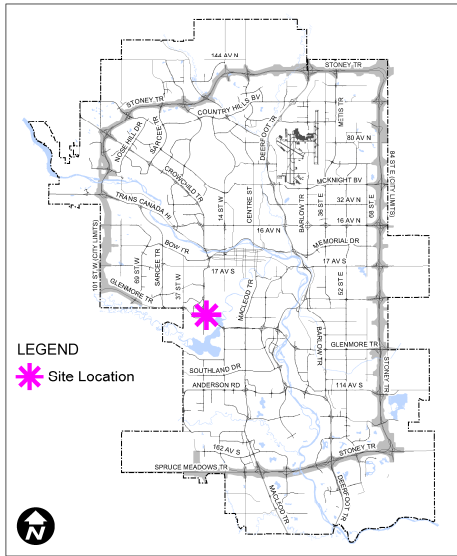 144 AV N
STONEY TR
STONEY TR
COUNTRY HILLS BV
METIS TR
NOSE HILL DR
SARCEE TR
DEERFOOT TR
80 AV N
84 ST E (CITY LIMITS)
CROWCHILD TR
MCKNIGHT BV
TRANS CANADA HI
14 ST W
CENTRE ST
BARLOW TR
36 ST E
32 AV N
68 ST E
16 AV N
16 AV N
101 ST W (CITY LIMITS)
BOW TR
MEMORIAL DR
69 ST W
SARCEE TR
37 ST W
17 AV S
17 AV S
MACLEOD TR
52 ST E
GLENMORE TR
BARLOW TR
GLENMORE TR
STONEY TR
LEGEND
Site Location
SOUTHLAND DR
ANDERSON RD
114 AV S
162 AV S
STONEY TR
SPRUCE MEADOWS TR
MACLEOD TR
DEERFOOT TR
N